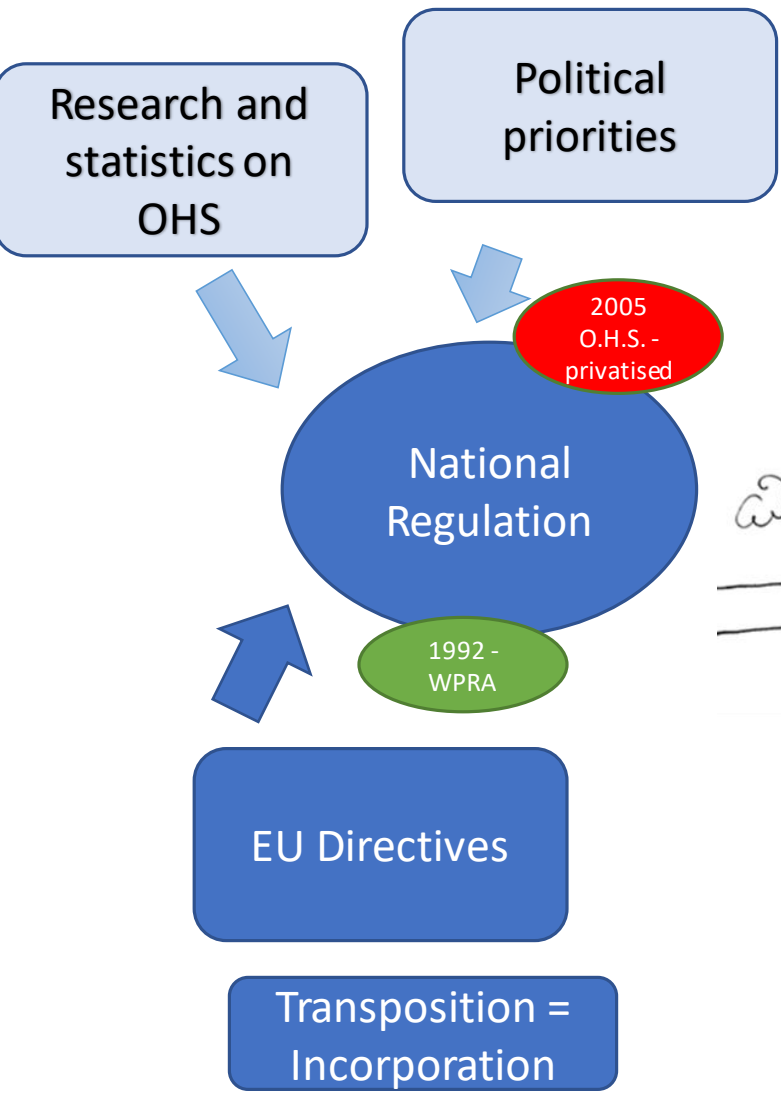 Political
priorities
Research and
statistics on
OHS
2005
O.H.S. -
privatised
National
Regulation
1992 -
WPRA
EU Directives
Transposition =
Incorporation